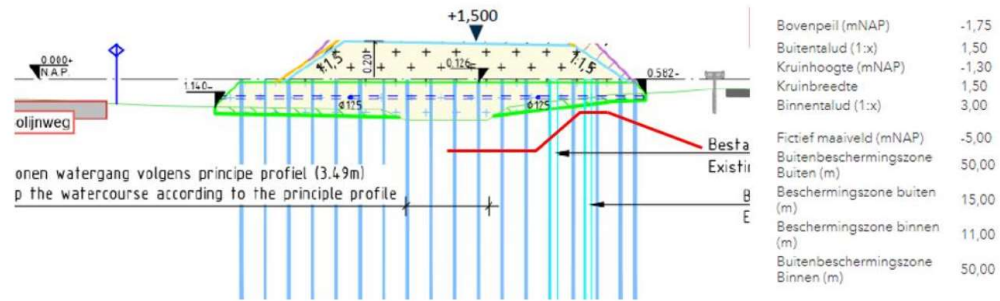 +1,500
0.000+
N.A.P.
1:1,5
0.20
0.126
1:1,5
0.582-
1.140-
ø125
ø125
olijnweg
Besta
Existin
onen watergang volgens principe profiel (3.49m)
p the watercourse according to the principle profile
B
E
Bovenpeil (mNAP) -1,75
Buitentalud (1:x) 1,50
Kruinhoogte (mNAP) -1,30
Kruinbreedte 1,50
Binnentalud (1:x) 3,00
Fictief maaiveld (mNAP) -5,00
Buitenbeschermingszone
Buiten (m) 50,00
Beschermingszone buiten
(m) 15,00
Beschermingszone binnen
(m) 11,00
Buitenbeschermingszone
Binnen (m) 50,00